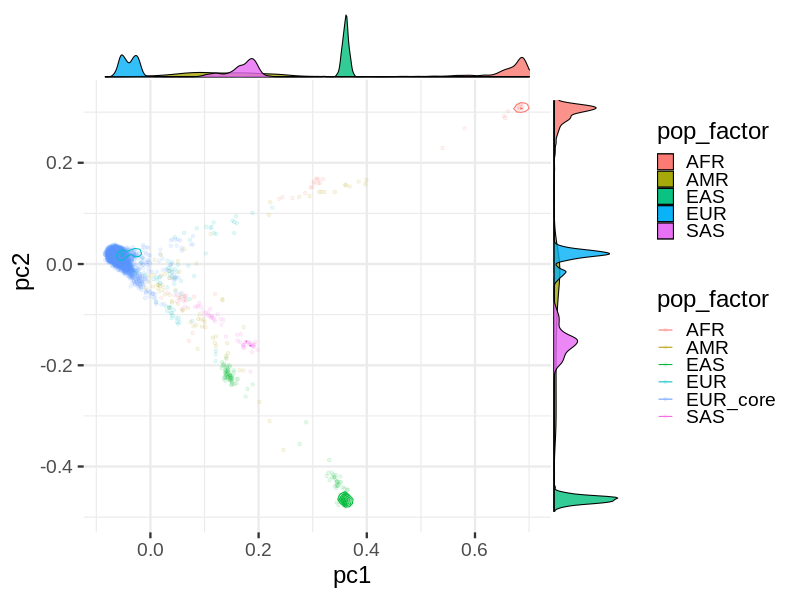 pop_factor
AFR
AMR
EAS
EUR
SAS
pop_factor
AFR
AMR
EAS
EUR
EUR_core
SAS
0.2
0.0
-0.2
-0.4
pc2
0.0
0.2
0.4
0.6
pc1